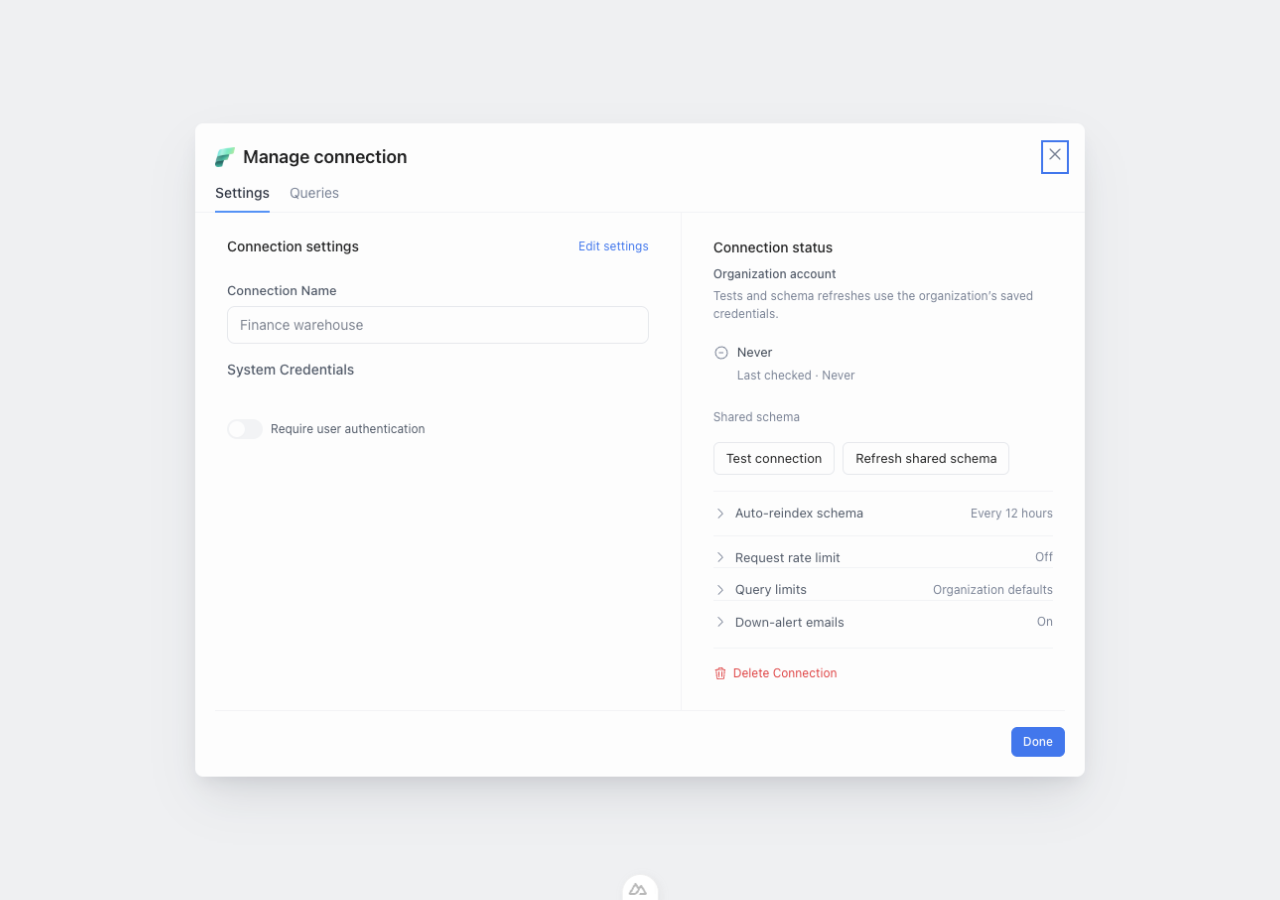 Manage connection
Settings
Queries
Connection settings
Edit settings
Connection Name
Finance warehouse
System Credentials
Require user authentication
Connection status
Organization account
Tests and schema refreshes use the organization's saved
credentials.
Never
Last checked · Never
Shared schema
Test connection
Refresh shared schema
Auto-reindex schema
Every 12 hours
Request rate limit
Off
Query limits
Organization defaults
Down-alert emails
On
Delete Connection
Done